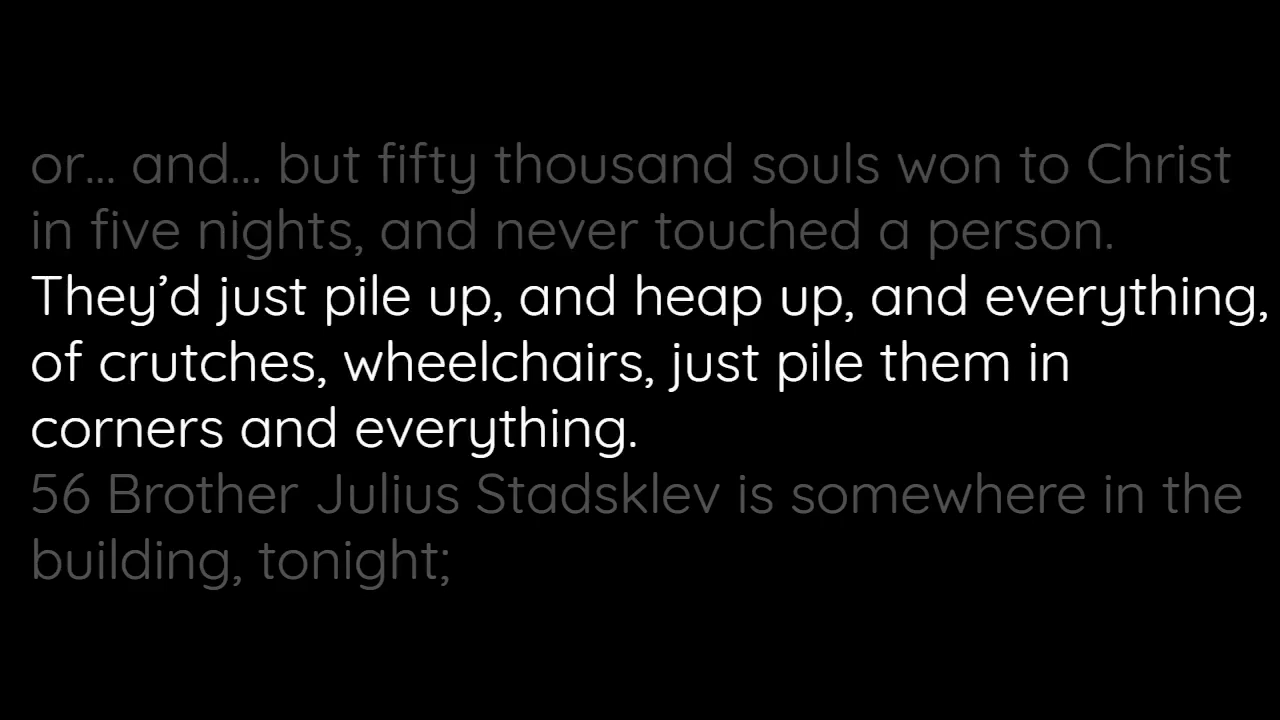 or... and... but fifty thousand souls won to Christ
in five nights, and never touched a person.
They’d just pile up, and heap up, and everything,
of crutches, wheelchairs, just pile them in
corners and everything.
56 Brother Julius Stadsklev is somewhere in the
building, tonight;